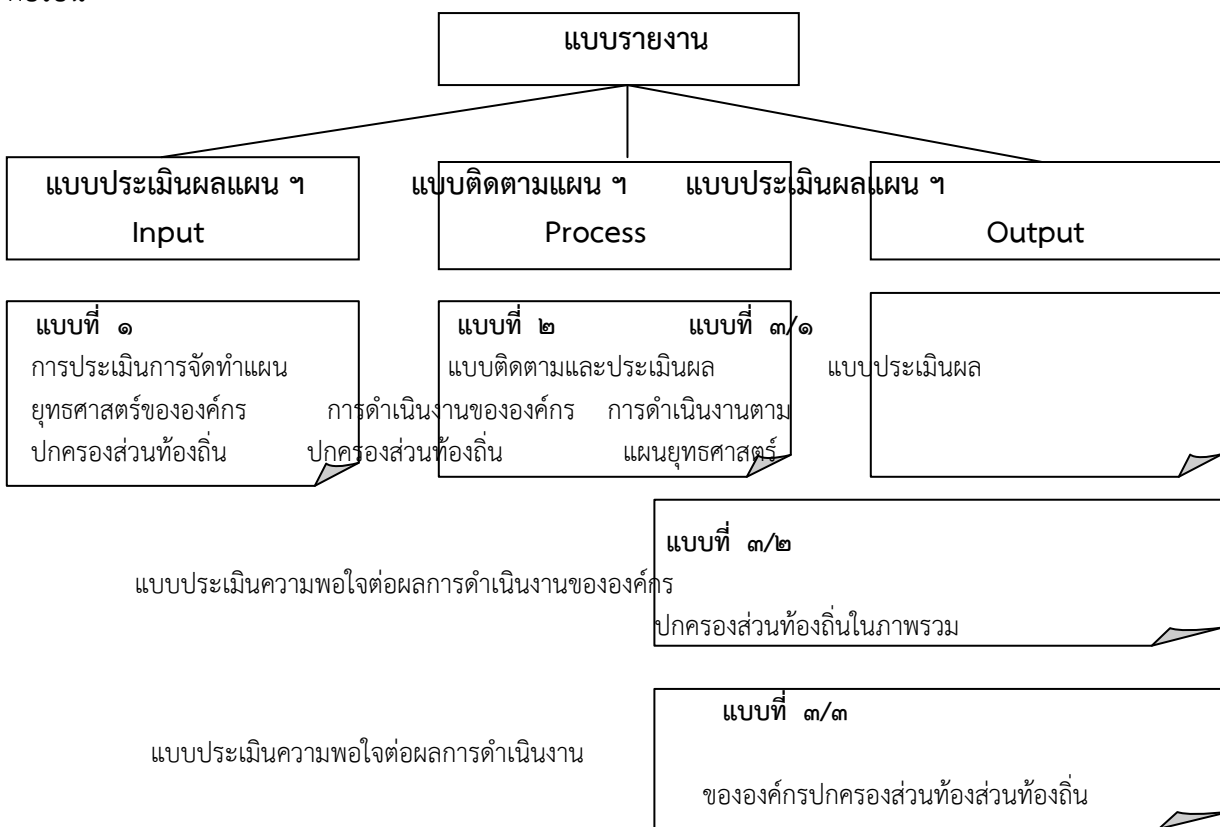 แบบรายงาน
แบบประเมินผลแผน ฯ แบบติดตามแผน ฯ แบบประเมินผลแผน ฯ
Input Process Output
แบบที่ ๑ แบบที่ ๒ แบบที่ ๓/๑
การประเมินการจัดทำแผน แบบติดตามและประเมินผล แบบประเมินผล
ยุทธศาสตร์ขององค์กร การดำเนินงานขององค์กร การดำเนินงานตาม
ปกครองส่วนท้องถิ่น ปกครองส่วนท้องถิ่น แผนยุทธศาสตร์
แบบที่ ๓/๒
แบบประเมินความพอใจต่อผลการดำเนินงานขององค์กร
ปกครองส่วนท้องถิ่นในภาพรวม
แบบที่ ๓/๓
แบบประเมินความพอใจต่อผลการดำเนินงาน
ขององค์กรปกครองส่วนท้องส่วนท้องถิ่น